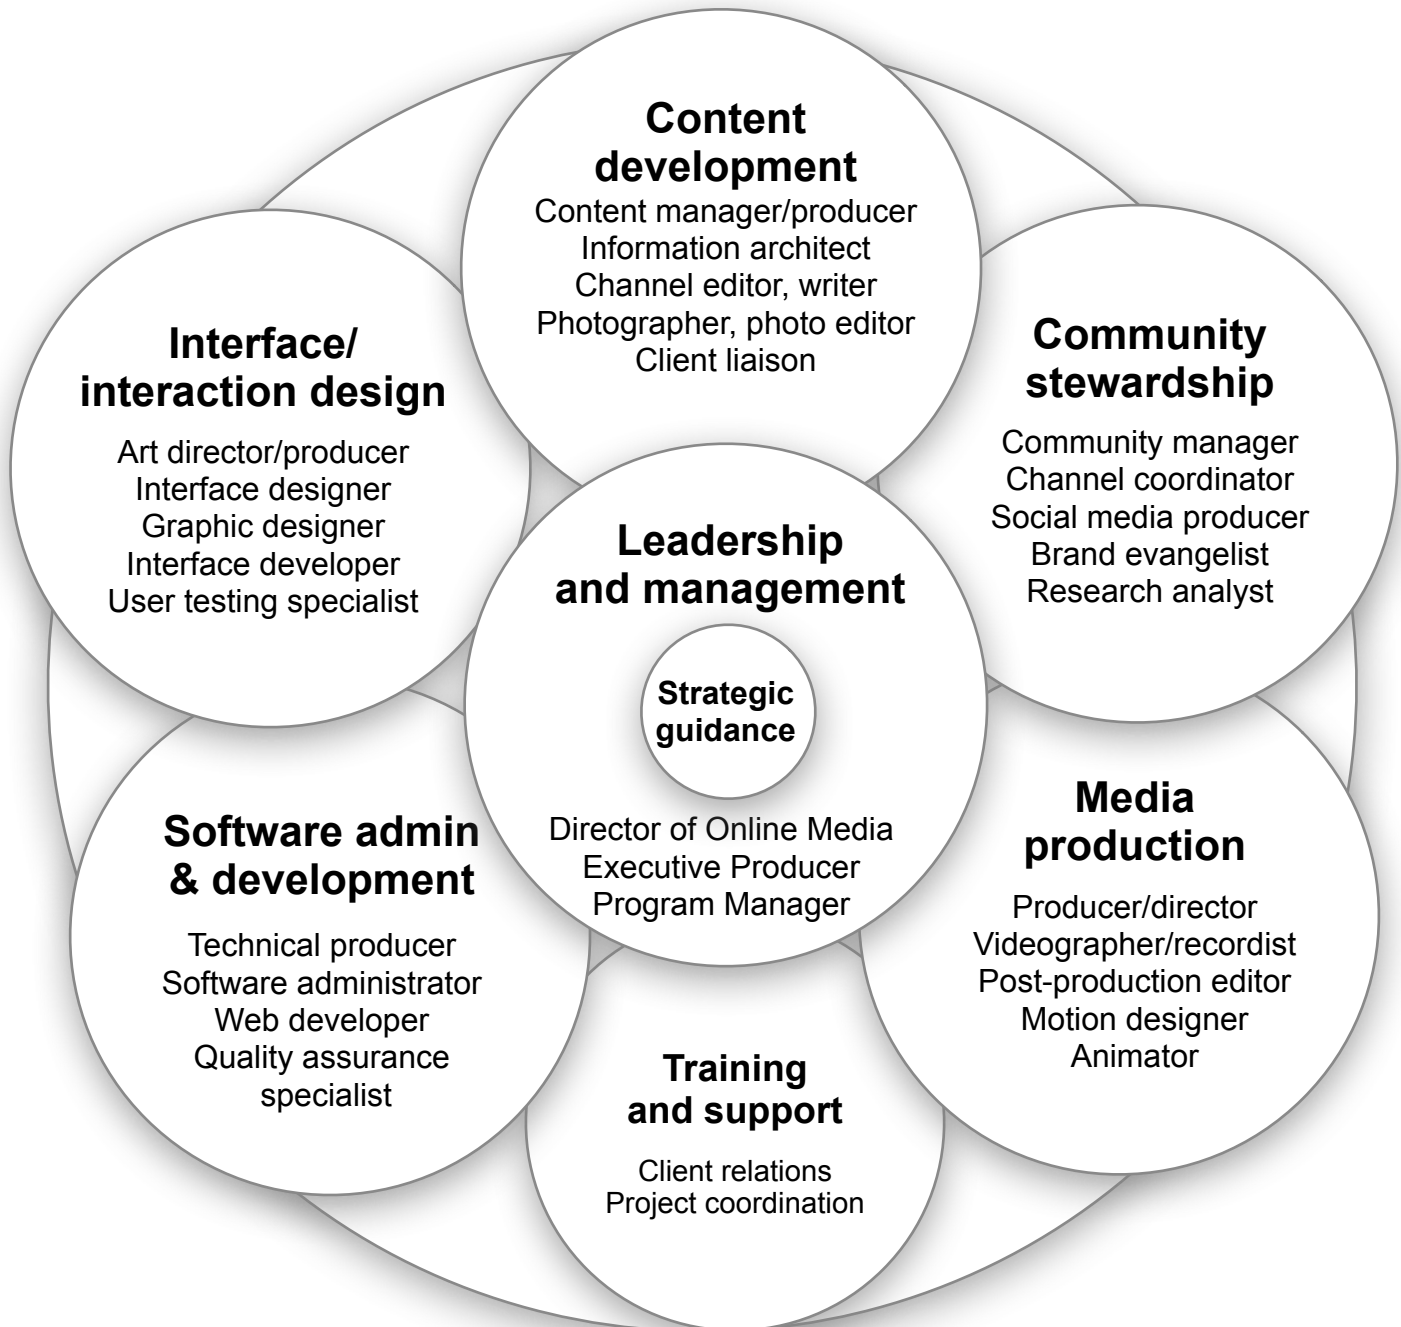 Content
development
Content manager/producer
Information architect
Channel editor, writer
Photographer, photo editor
Client liaison
Interface/
interaction design
Art director/producer
Interface designer
Graphic designer
Interface developer
User testing specialist
Community
stewardship
Community manager
Channel coordinator
Social media producer
Brand evangelist
Research analyst
Leadership
and management
Strategic
guidance
Director of Online Media
Executive Producer
Program Manager
Software admin
& development
Technical producer
Software administrator
Web developer
Quality assurance
specialist
Media
production
Producer/director
Videographer/recordist
Post-production editor
Motion designer
Animator
Training
and support
Client relations
Project coordination